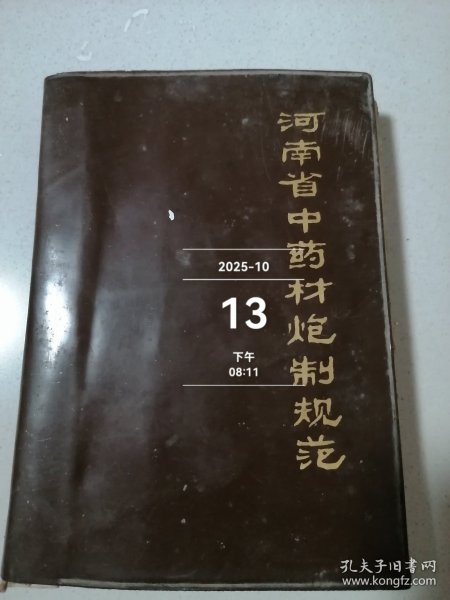 河南省中药材炮制规范
2025-10
13
下午
08:11
孔夫子旧书网
www.kongfz.com